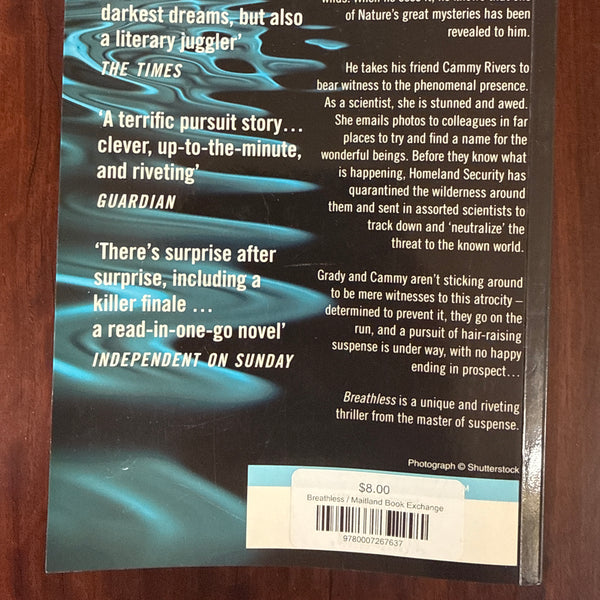 darkest dreams, but also
a literary juggler'
THE TIMES
'A terrific pursuit story...
clever, up-to-the-minute,
and riveting'
GUARDIAN
'There's surprise after
surprise, including a
killer finale ...
a read-in-one-go novel'
INDEPENDENT ON SUNDAY
of Nature's great mysteries has been
revealed to him.
He takes his friend Cammy Rivers to
bear witness to the phenomenal presence.
As a scientist, she is stunned and awed.
She emails photos to colleagues in far
places to try and find a name for the
wonderful beings. Before they know what
is happening, Homeland Security has
quarantined the wilderness around
them and sent in assorted scientists to
track down and 'neutralize' the
threat to the known world.
Grady and Cammy aren't sticking around
to be mere witnesses to this atrocity –
determined to prevent it, they go on the
run, and a pursuit of hair-raising
suspense is under way, with no happy
ending in prospect...
Breathless is a unique and riveting
thriller from the master of suspense.
Photograph © Shutterstock
$8.00
Breathless / Maitland Book Exchange
9780007267637